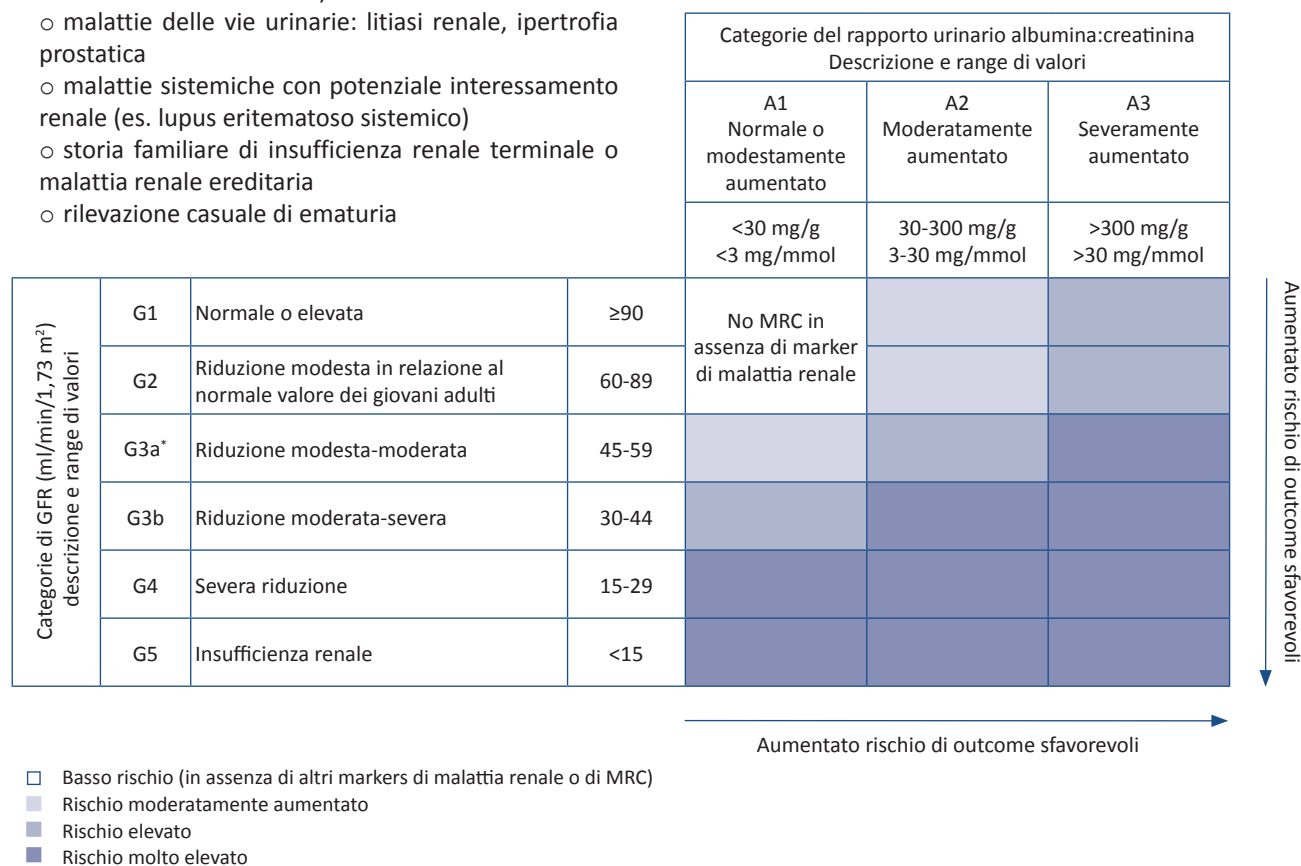 ○ malattie delle vie urinarie: litiasi renale, ipertrofia
prostatica
○ malattie sistemiche con potenziale interessamento
renale (es. lupus eritematoso sistemico)
○ storia familiare di insufficienza renale terminale o
malattia renale ereditaria
○ rilevazione casuale di ematuria
Categorie del rapporto urinario albumina:creatinina
Descrizione e range di valori
A1
Normale o
modestamente
aumentato
A2
Moderatamente
aumentato
A3
Severamente
aumentato
<30 mg/g
<3 mg/mmol
30-300 mg/g
3-30 mg/mmol
>300 mg/g
>30 mg/mmol
Categorie di GFR (ml/min/1,73 m²)
descrizione e range di valori
G1 Normale o elevata ≥90
No MRC in
assenza di marker
di malattia renale
G2 Riduzione modesta in relazione al
normale valore dei giovani adulti 60-89
G3a* Riduzione modesta-moderata 45-59
G3b Riduzione moderata-severa 30-44
G4 Severa riduzione 15-29
G5 Insufficienza renale <15
Aumentato rischio di outcome sfavorevoli
Aumentato rischio di outcome sfavorevoli
Basso rischio (in assenza di altri markers di malattia renale o di MRC)
Rischio moderatamente aumentato
Rischio elevato
Rischio molto elevato